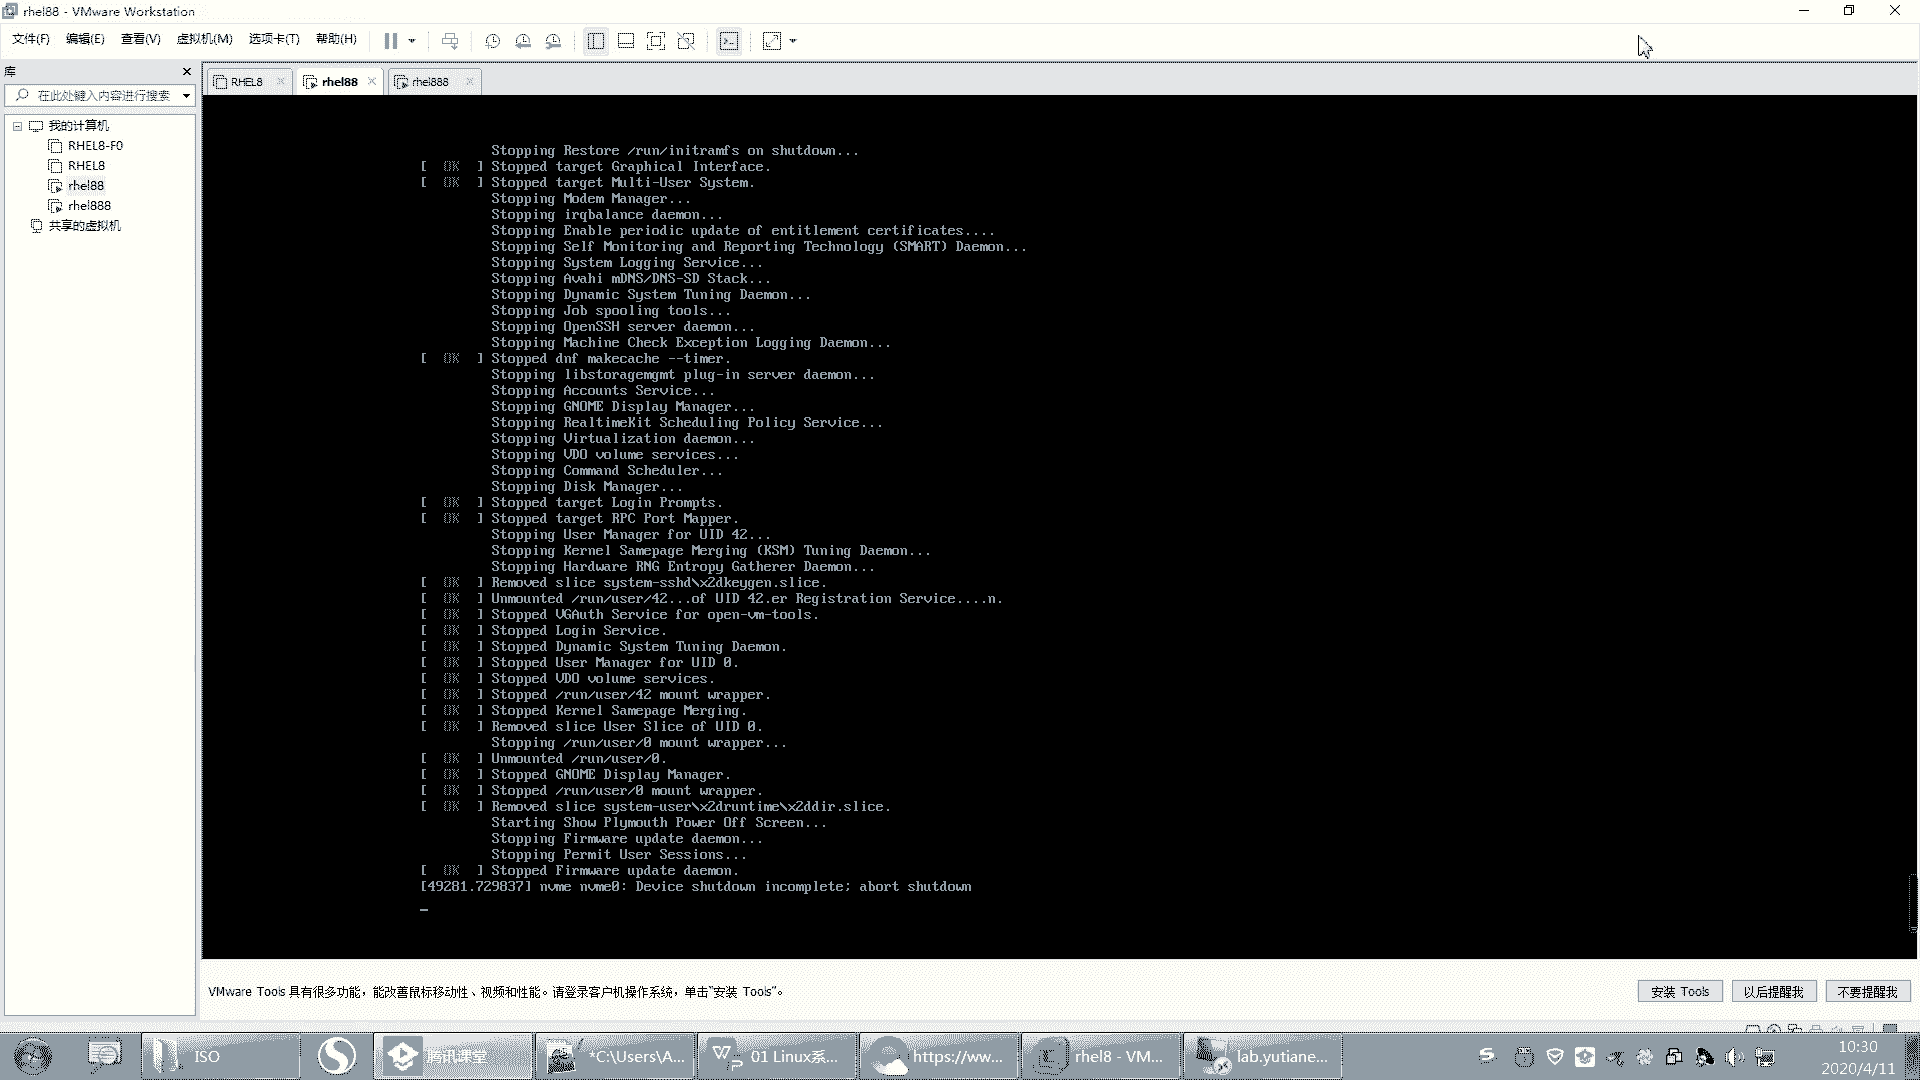 rhel88 - VMware Workstation
文件(F) 编辑(E) 查看(V) 虚拟机(M) 选项卡(T) 帮助(H)
库
在此处键入内容进行搜索
我的计算机
RHEL8-F0
RHEL8
rhel88
rhel888
共享的虚拟机
RHEL8 rhel88 rhel888
Stopping Restore /run/initramfs on shutdown...
[ OK ] Stopped target Graphical Interface.
[ OK ] Stopped target Multi-User System.
Stopping Modem Manager...
Stopping irqbalance daemon...
Stopping Enable periodic update of entitlement certificates....
Stopping Self Monitoring and Reporting Technology (SMART) Daemon...
Stopping System Logging Service...
Stopping Avahi mDNS/DNS-SD Stack...
Stopping Dynamic System Tuning Daemon...
Stopping Job spooling tools...
Stopping OpenSSH server daemon...
Stopping Machine Check Exception Logging Daemon...
[ OK ] Stopped dnf makecache --timer.
Stopping libstoragemgmt plug-in server daemon...
Stopping Accounts Service...
Stopping GNOME Display Manager...
Stopping RealtimeKit Scheduling Policy Service...
Stopping Virtualization daemon...
Stopping VDO volume services...
Stopping Command Scheduler...
Stopping Disk Manager...
[ OK ] Stopped target Login Prompts.
[ OK ] Stopped target RPC Port Mapper.
Stopping User Manager for UID 42...
Stopping Kernel Samepage Merging (KSM) Tuning Daemon...
Stopping Hardware RNG Entropy Gatherer Daemon...
[ OK ] Removed slice system-sshd\x2dkeygen.slice.
[ OK ] Unmounted /run/user/42...of UID 42.er Registration Service....n.
[ OK ] Stopped VGAuth Service for open-vm-tools.
[ OK ] Stopped Login Service.
[ OK ] Stopped Dynamic System Tuning Daemon.
[ OK ] Stopped User Manager for UID 0.
[ OK ] Stopped VDO volume services.
[ OK ] Stopped /run/user/42 mount wrapper.
[ OK ] Stopped Kernel Samepage Merging.
[ OK ] Removed slice User Slice of UID 0.
Stopping /run/user/0 mount wrapper...
[ OK ] Unmounted /run/user/0.
[ OK ] Stopped GNOME Display Manager.
[ OK ] Stopped /run/user/0 mount wrapper.
[ OK ] Removed slice system-user\x2druntime\x2ddir.slice.
Starting Show Plymouth Power Off Screen...
Stopping Firmware update daemon...
Stopping Permit User Sessions...
[ OK ] Stopped Firmware update daemon.
[49281.729837] nvme nvme0: Device shutdown incomplete; abort shutdown
VMware Tools 具有很多功能，能改善鼠标移动性、视频和性能。请登录客户机操作系统，单击“安装 Tools”。
安装 Tools 以后提醒我 不要提醒我
ISO 腾讯课堂 *C:\Users\A... 01 Linux系... https://ww... rhel8 - VM... lab.yutiane...
10:30
2020/4/11